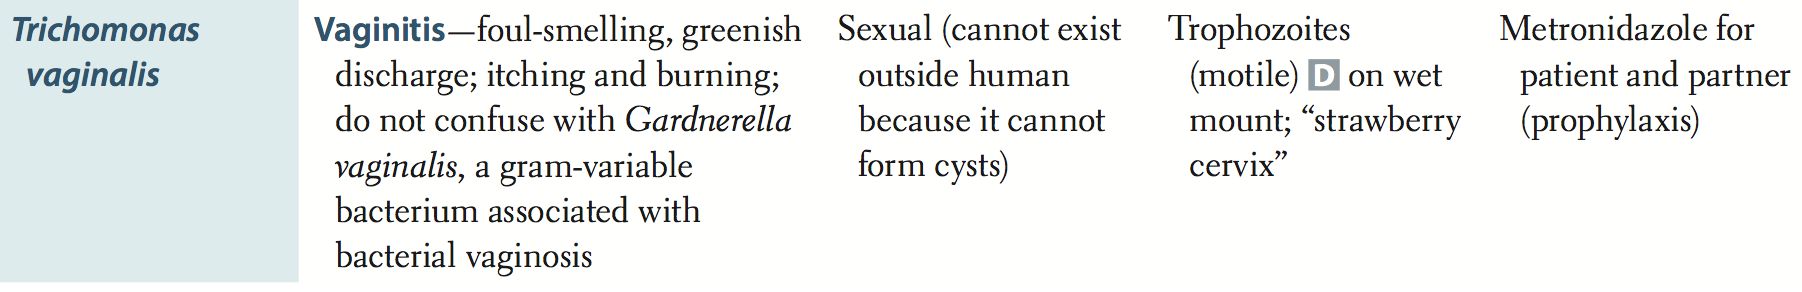 Trichomonas
vaginalis
Vaginitis—foul-smelling, greenish
discharge; itching and burning;
do not confuse with Gardnerella
vaginalis, a gram-variable
bacterium associated with
bacterial vaginosis
Sexual (cannot exist
outside human
because it cannot
form cysts)
Trophozoites
(motile) D on wet
mount; “strawberry
cervix”
Metronidazole for
patient and partner
(prophylaxis)